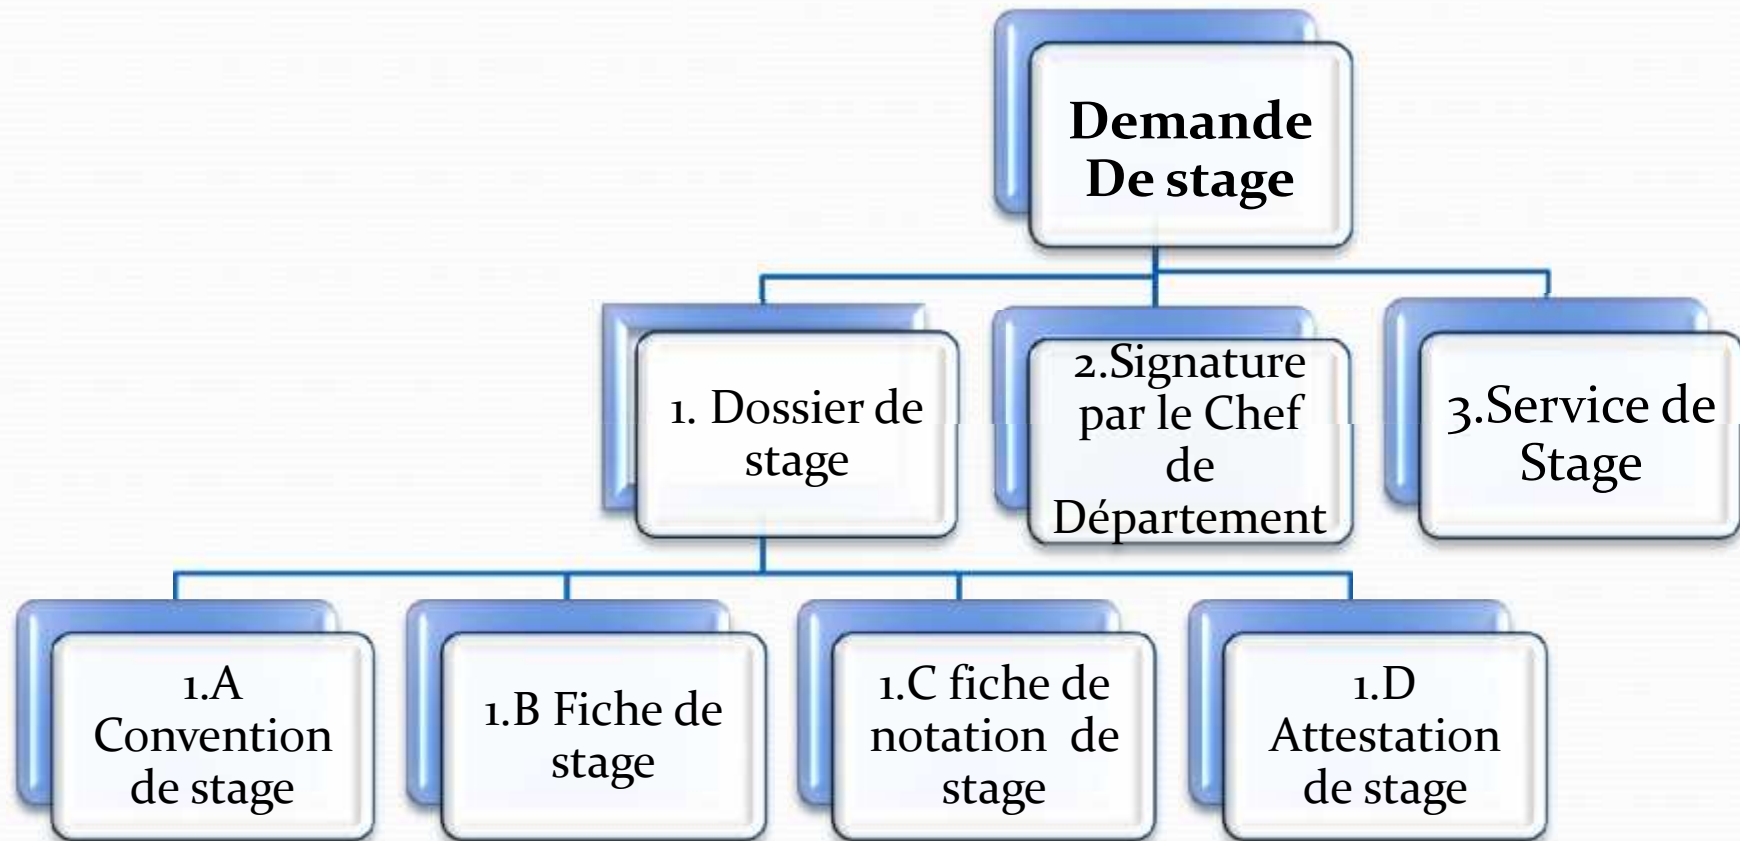 Demande
De stage
1. Dossier de
stage
2.Signature
par le Chef
de
Département
3.Service de
Stage
1.A
Convention
de stage
1.B Fiche de
stage
1.C fiche de
notation de
stage
1.D
Attestation
de stage